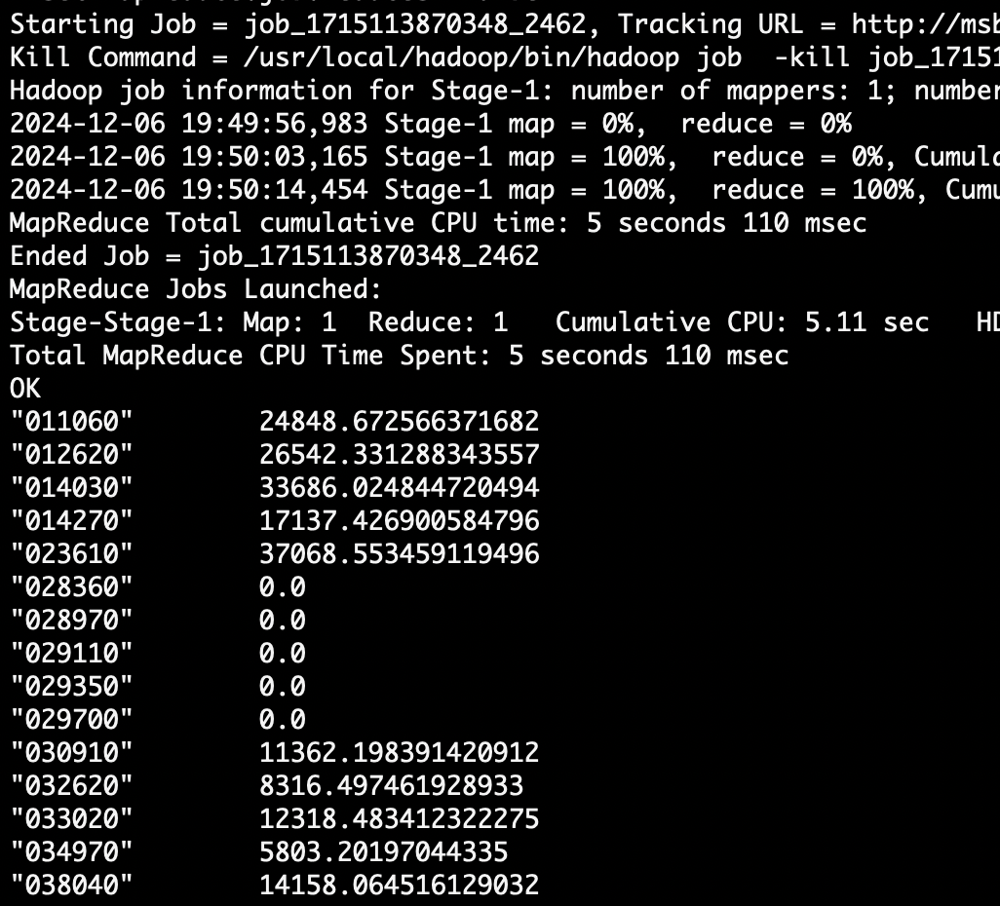 Starting Job = job_1715113870348_2462, Tracking URL = http://msb
Kill Command = /usr/local/hadoop/bin/hadoop job  -kill job_17151
Hadoop job information for Stage-1: number of mappers: 1; number
2024-12-06 19:49:56,983 Stage-1 map = 0%,  reduce = 0%
2024-12-06 19:50:03,165 Stage-1 map = 100%,  reduce = 0%, Cumula
2024-12-06 19:50:14,454 Stage-1 map = 100%,  reduce = 100%, Cumu
MapReduce Total cumulative CPU time: 5 seconds 110 msec
Ended Job = job_1715113870348_2462
MapReduce Jobs Launched:
Stage-Stage-1: Map: 1  Reduce: 1   Cumulative CPU: 5.11 sec   HD
Total MapReduce CPU Time Spent: 5 seconds 110 msec
OK
"011060"        24848.672566371682
"012620"        26542.331288343557
"014030"        33686.024844720494
"014270"        17137.426900584796
"023610"        37068.553459119496
"028360"        0.0
"028970"        0.0
"029110"        0.0
"029350"        0.0
"029700"        0.0
"030910"        11362.198391420912
"032620"        8316.497461928933
"033020"        12318.483412322275
"034970"        5803.20197044335
"038040"        14158.064516129032